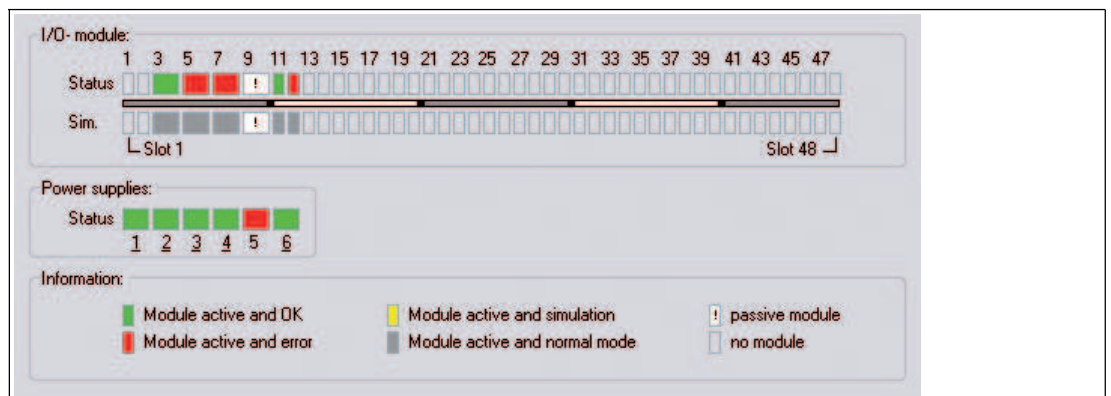 I/O- module:
1 3 5 7 9 11 13 15 17 19 21 23 25 27 29 31 33 35 37 39 41 43 45 47
Status !
Sim. !
Slot 1 Slot 48
Power supplies:
Status
1 2 3 4 5 6
Information:
Module active and OK Module active and simulation ! passive module
Module active and error Module active and normal mode no module